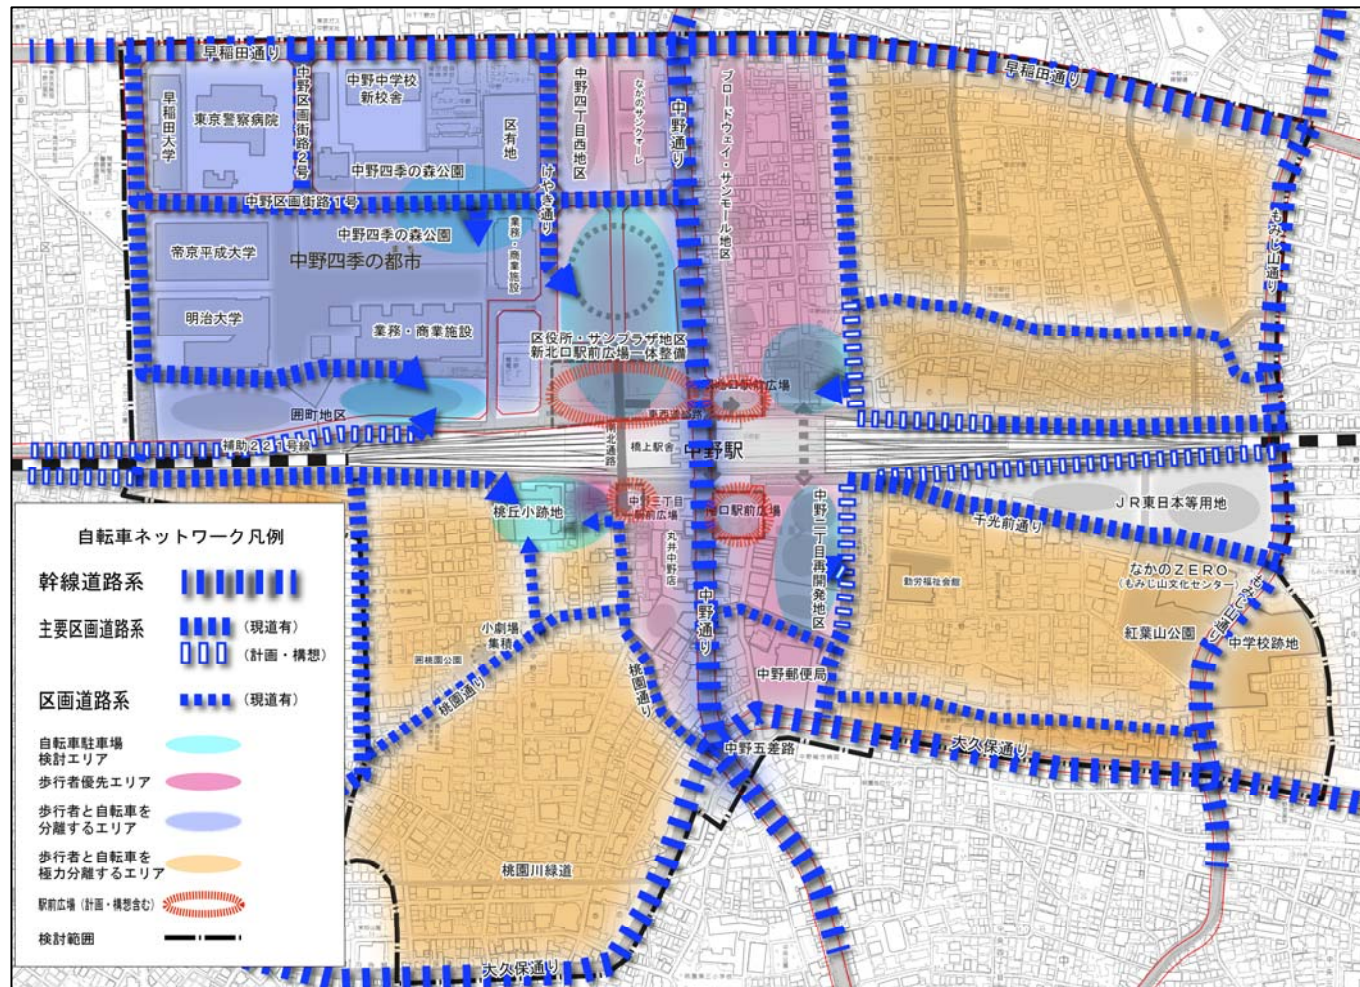 早稲田通り
早稲田通り
早稲田大学
東京警察病院
中野区画街路2号
中野中学校
新校舎
区有地
中野四季の森公園
けやき通り
中野四丁目西地区
なかのサンクォーレ
中野通り
ブロードウェイ・サンモール地区
もみじ山通り
中野区画街路1号
帝京平成大学
中野四季の森公園
中野四季の都市
業務・商業施設
明治大学
業務・商業施設
区役所・サンプラザ地区
新北口駅前広場一体整備
北口駅前広場
東西連絡路
囲町地区
補助221号線
南北通路
橋上駅舎
中野駅
桃丘小跡地
中野三丁目
駅前広場
南口駅前広場
丸井中野店
中野二丁目再開発地区
千光前通り
JR東日本等用地
なかのZERO
(もみじ山文化センター)
もみじ山通り
勤労福祉会館
紅葉山公園
中学校跡地
小劇場
集積
囲桃園公園
桃園通り
桃園通り
中野通り
中野郵便局
中野五差路
大久保通り
桃園川緑道
大久保通り
自転車ネットワーク凡例
幹線道路系
主要区画道路系
(現道有)
(計画・構想)
区画道路系
(現道有)
自転車駐車場
検討エリア
歩行者優先エリア
歩行者と自転車を
分離するエリア
歩行者と自転車を
極力分離するエリア
駅前広場(計画・構想含む)
検討範囲